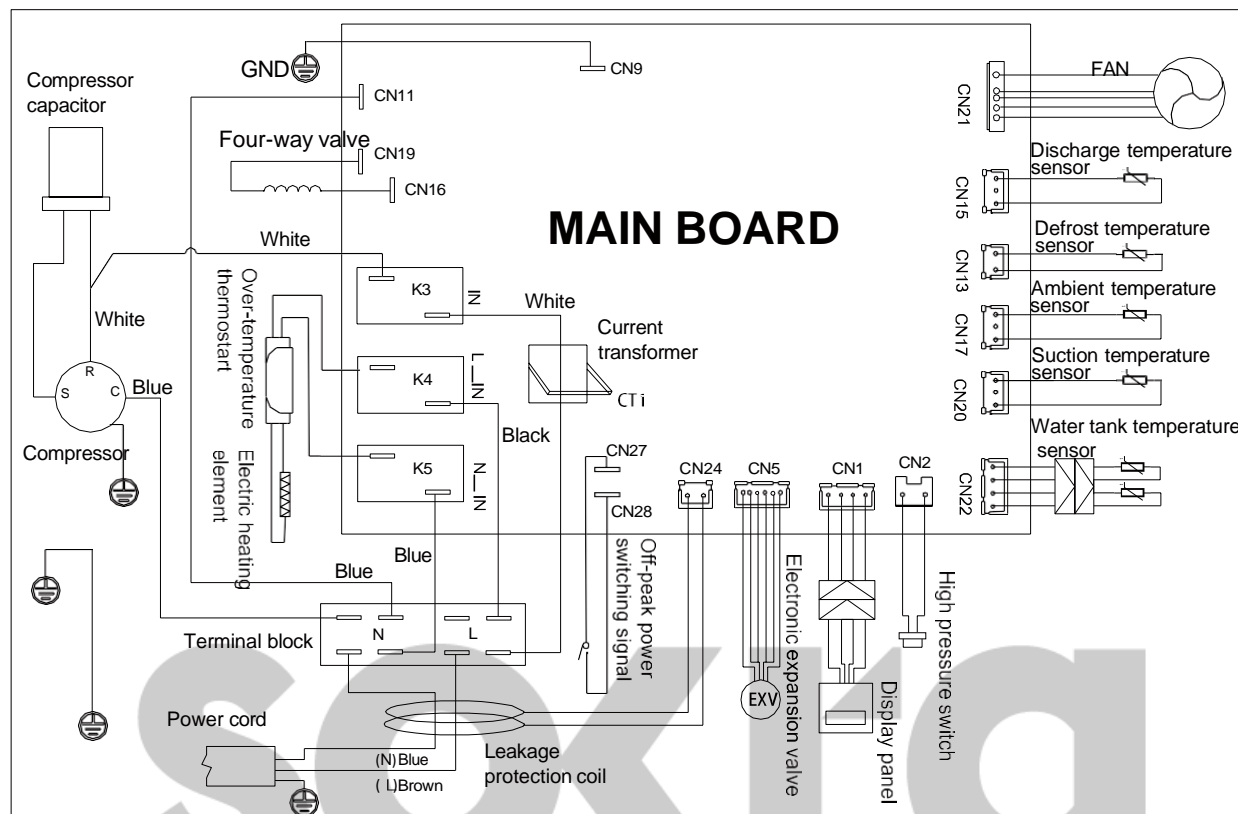 GND
CN9
FAN
CN21
Compressor
capacitor
CN11
Four-way valve
CN19
CN16
Discharge temperature
sensor
CN15
MAIN BOARD
Defrost temperature
sensor
CN13
White
Over-temperature
thermostart
K3
IN
White
Current
transformer
CT i
Ambient temperature
sensor
CN17
White
K4
L_IN
Black
Suction temperature
sensor
CN20
R
S
C
Blue
Compressor
Electric heating
element
K5
N_IN
CN27
CN28
CN24
CN5
CN1
CN2
Water tank temperature
sensor
CN22
Blue
Blue
Off-peak power
switching signal
Electronic expansion valve
High pressure switch
Terminal block
N
L
EXV
Display panel
Power cord
Leakage
protection coil
(N)Blue
( L)Brown
sokra